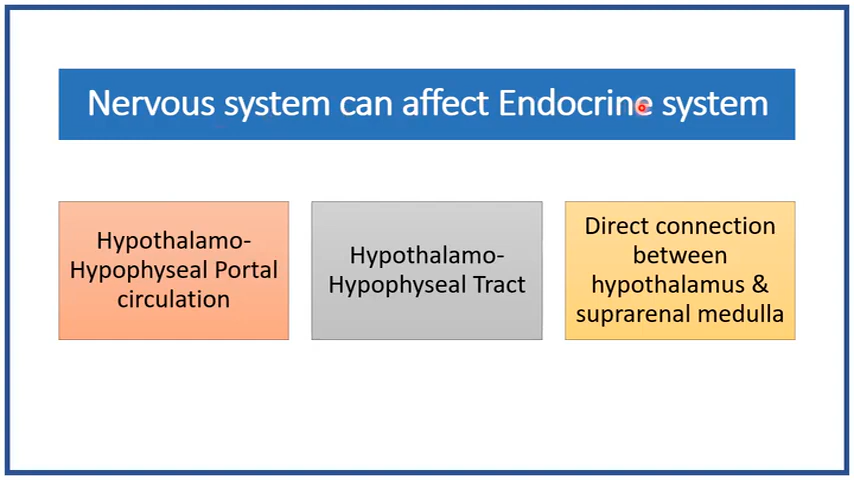 Nervous system can affect Endocrine system
Hypothalamo-
Hypophyseal Portal
circulation
Hypothalamo-
Hypophyseal Tract
Direct connection
between
hypothalamus &
suprarenal medulla